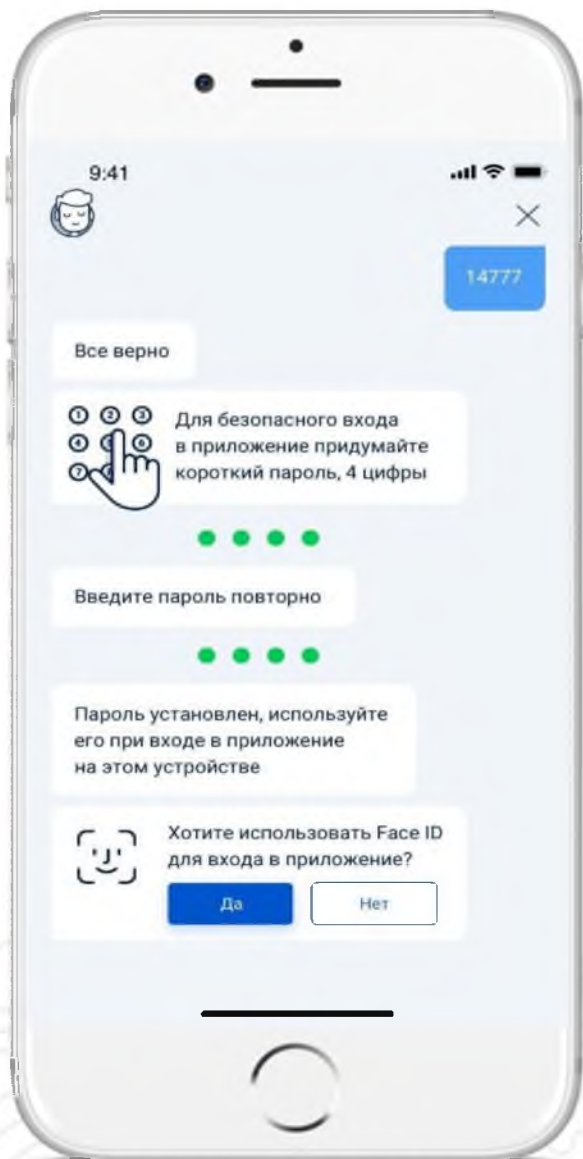 9:41
14777
Все верно
Для безопасного входа
в приложение придумайте
короткий пароль, 4 цифры
Введите пароль повторно
Пароль установлен, используйте
его при входе в приложение
на этом устройстве
Хотите использовать Face ID
для входа в приложение?
Да
Нет